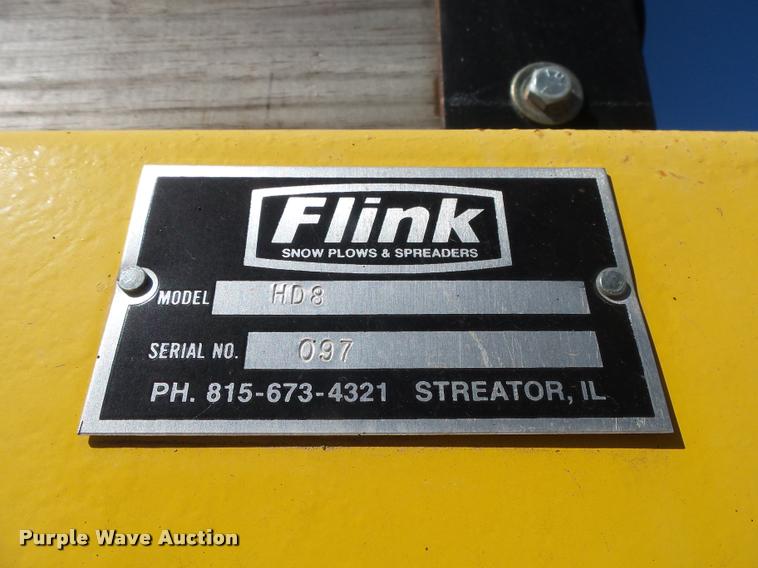 Flink
SNOW PLOWS & SPREADERS
MODEL HD8
SERIAL NO. 097
PH. 815-673-4321 STREATOR, IL
Purple Wave Auction